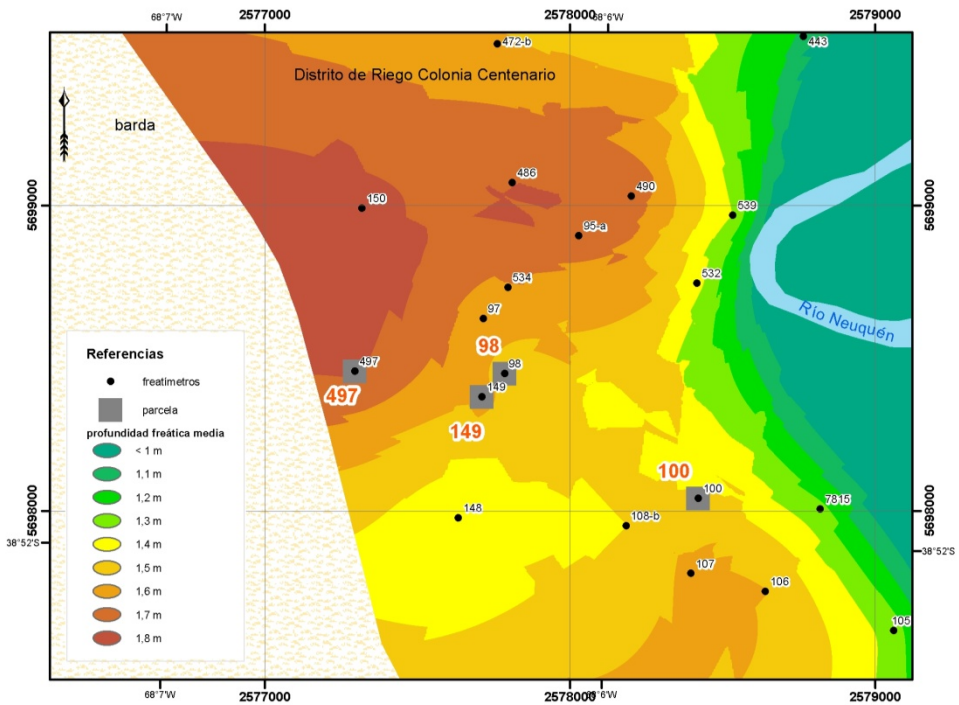 68°7'W 2577000 2578000 68°6'W 2579000
472-b
443
Distrito de Riego Colonia Centenario
barda
486
490
150
5699000
5699000
539
95-a
532
534
97
Río Neuquén
98
497
98
149
497
149
100
100
Referencias
freatímetros
parcela
profundidad freática media
< 1 m
1,1 m
1,2 m
1,3 m
1,4 m
1,5 m
1,6 m
1,7 m
1,8 m
148
108-b
7815
5698000
5698000
38°52'S
38°52'S
107
106
105
68°7'W 2577000 2578000 68°6'W 2579000